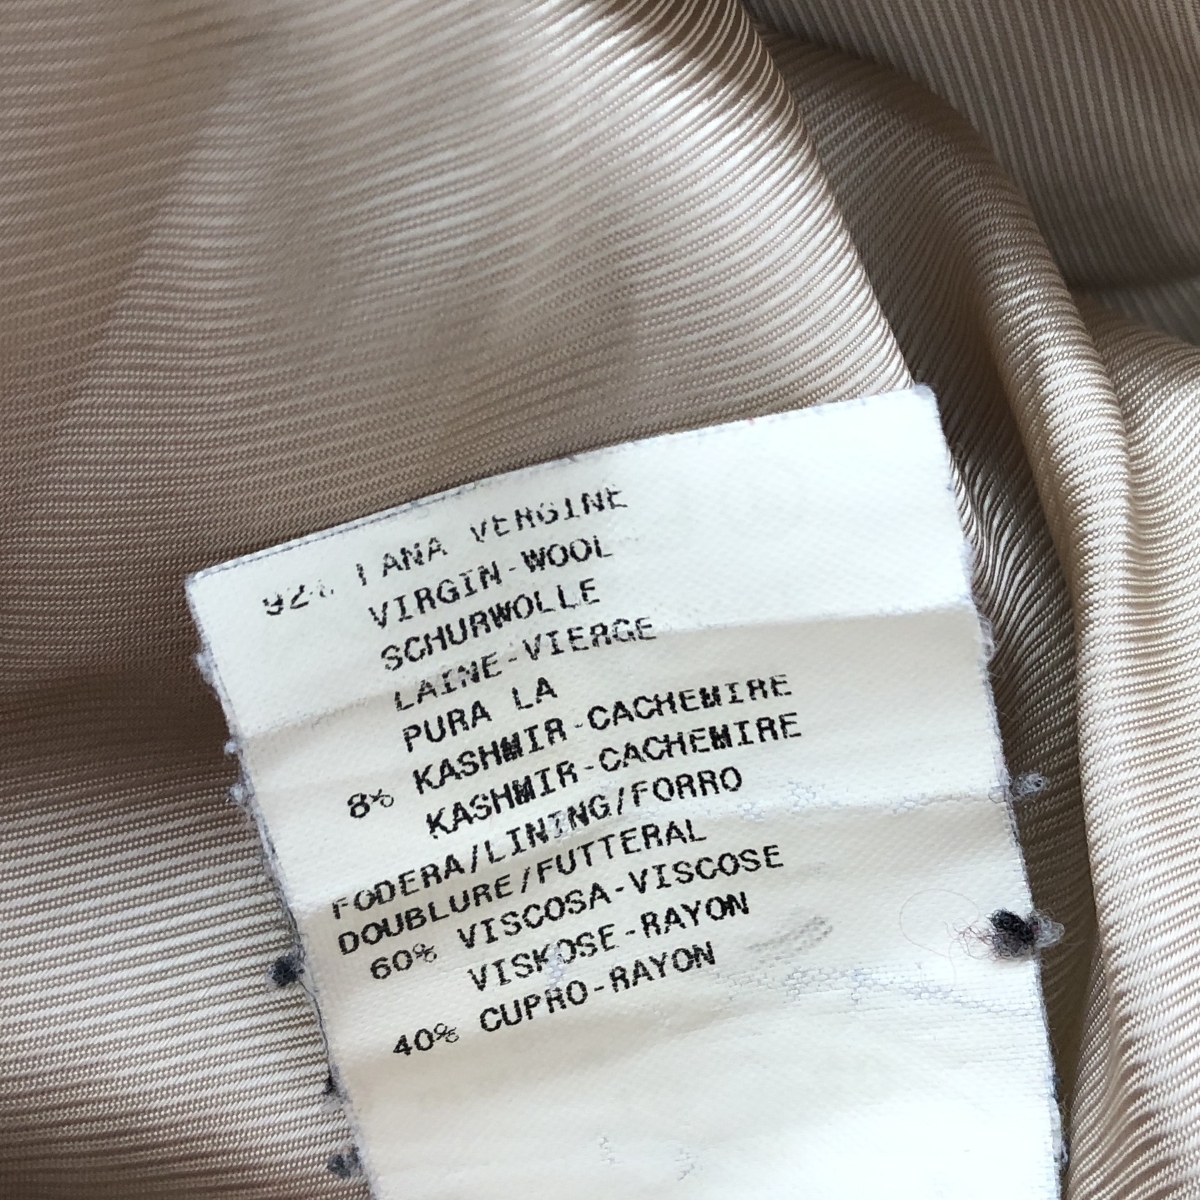 92% LANA VERGINE
VIRGIN-WOOL
SCHURWOLLE
LAINE-VIERGE
PURA LA
8% KASHMIR-CACHEMIRE
KASHMIR-CACHEMIRE
FODERA/LINING/FORRO
DOUBLURE/FUTTERAL
60% VISCOSA-VISCOSE
VISKOSE-RAYON
40% CUPRO-RAYON